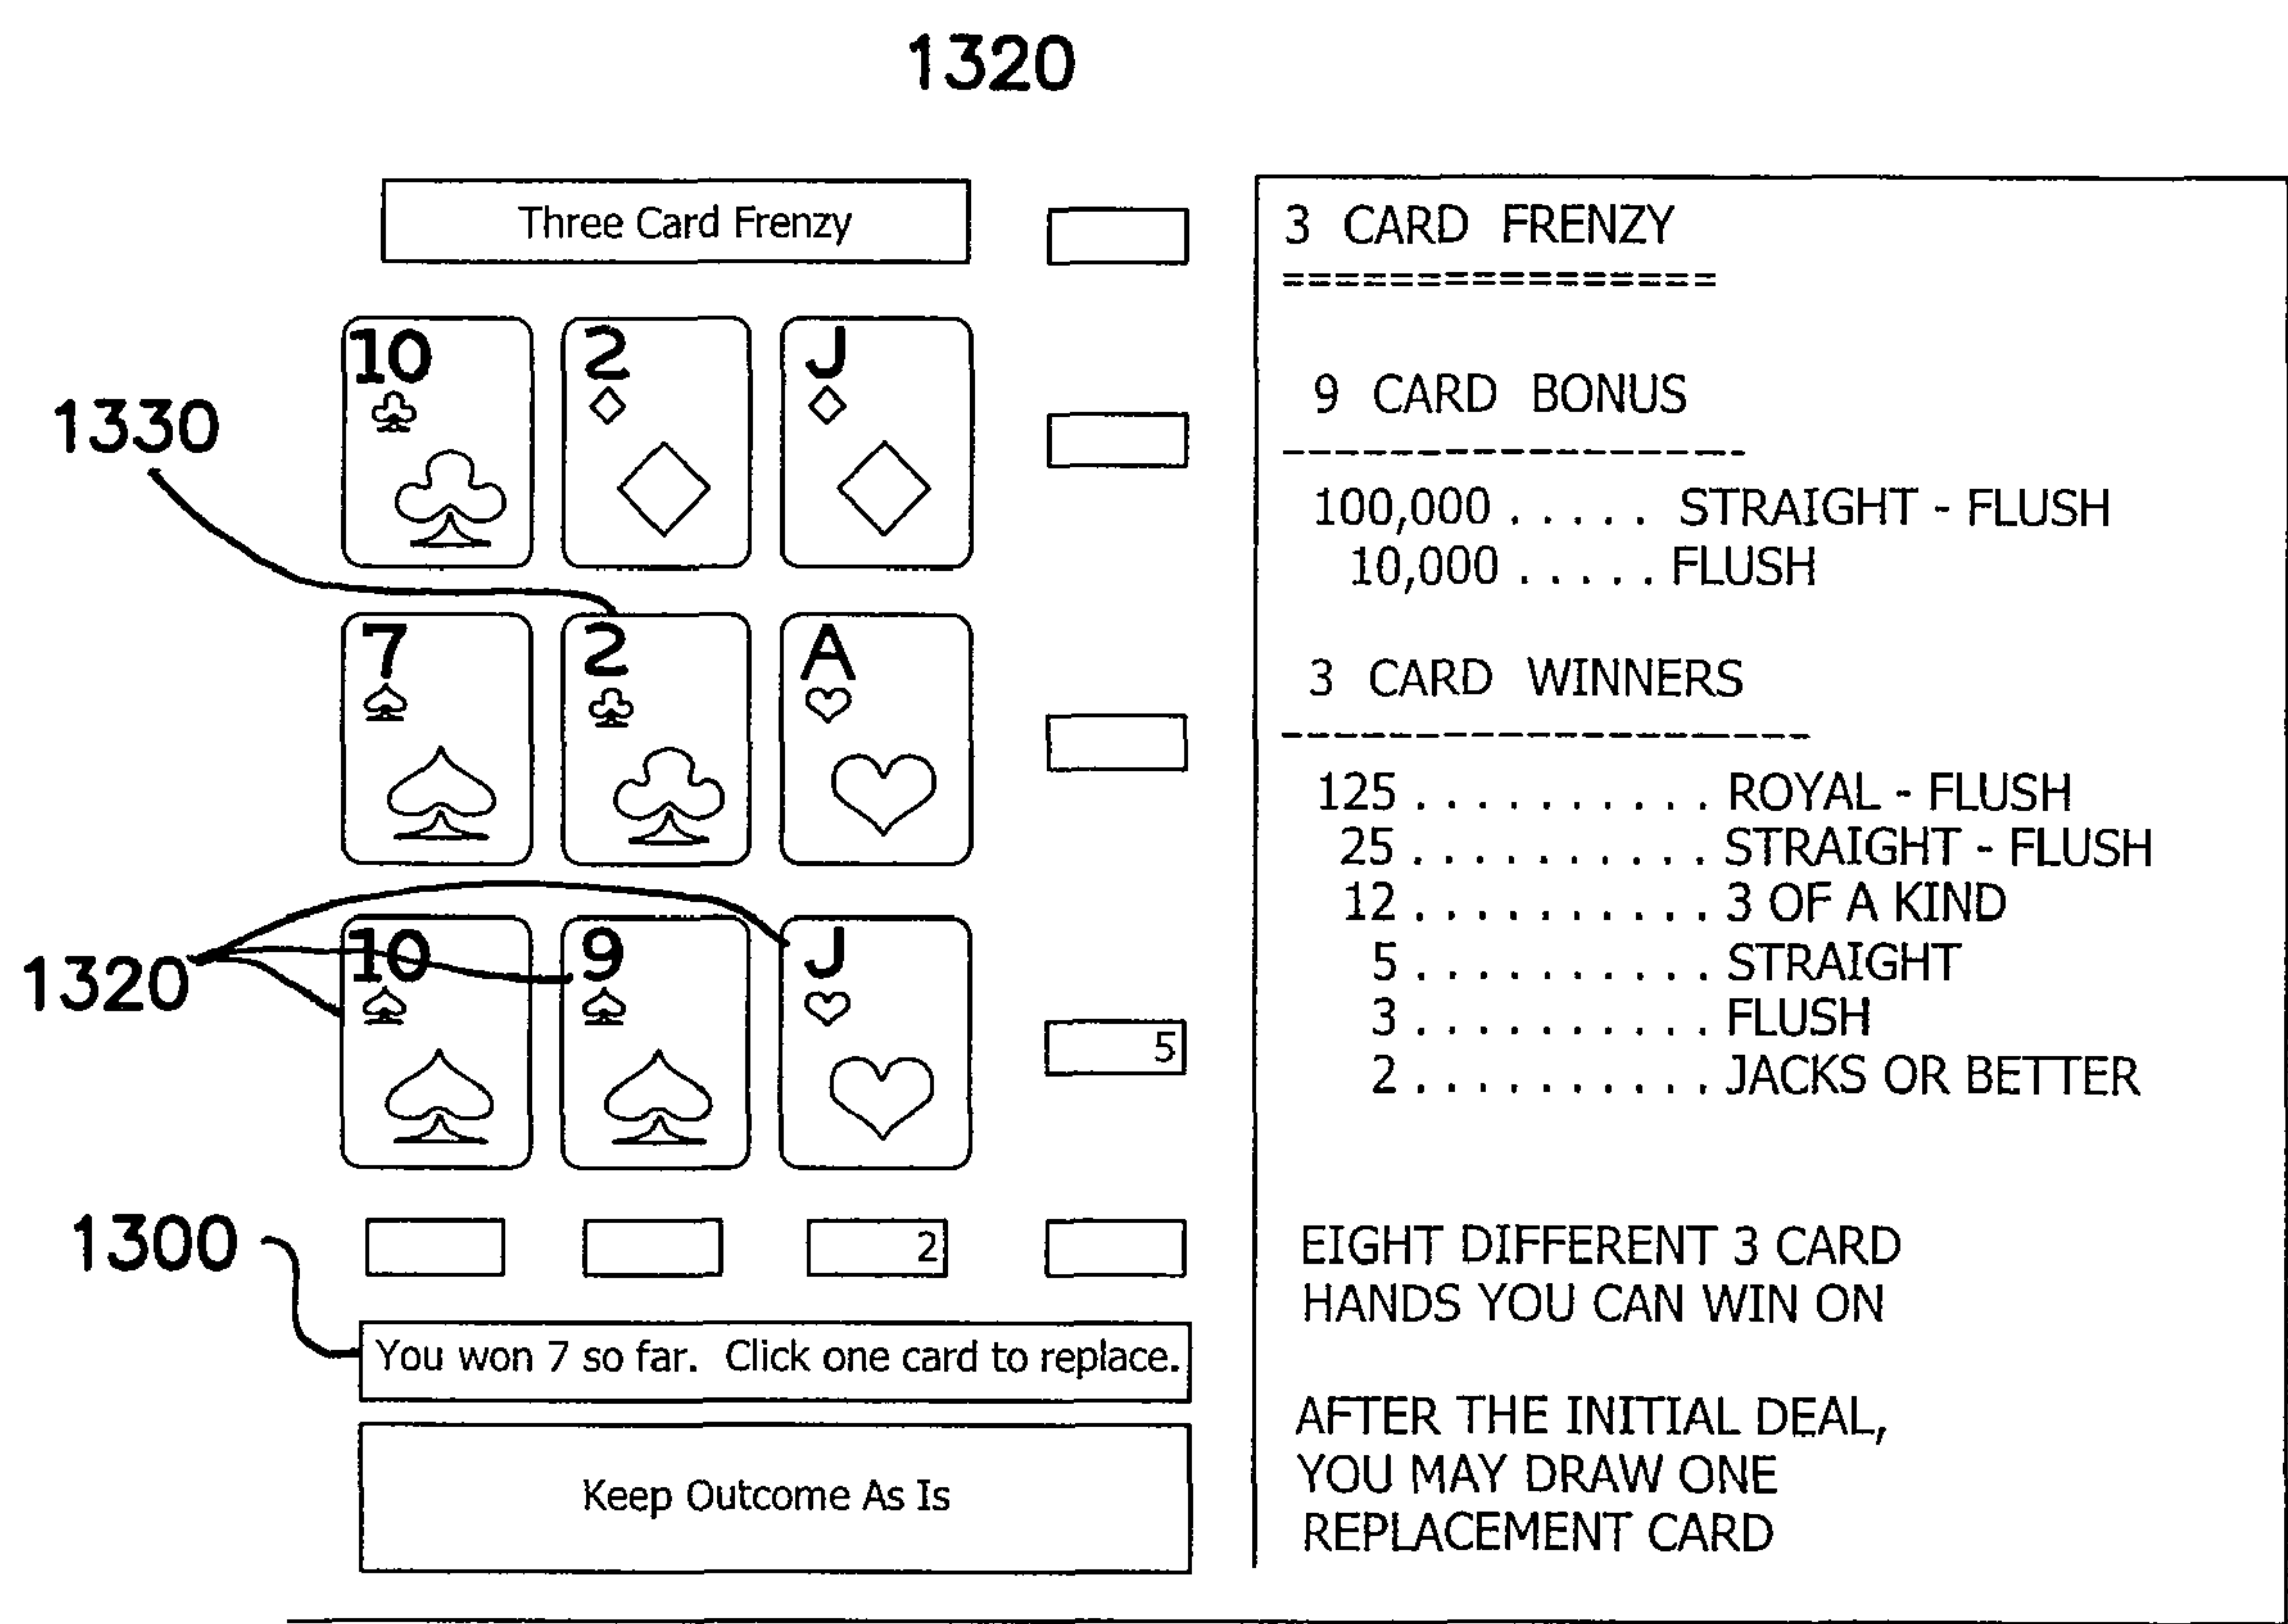 1320
Three Card Frenzy
10 2 J
1330
7 2 A
1320
10 9 J
5
1300
2
You won 7 so far. Click one card to replace.
Keep Outcome As Is
3 CARD FRENZY
=================
9 CARD BONUS
------------------
100,000 ..... STRAIGHT - FLUSH
10,000 ..... FLUSH
3 CARD WINNERS
--------------------
125 .......... ROYAL - FLUSH
25 .......... STRAIGHT - FLUSH
12 .......... 3 OF A KIND
5 .......... STRAIGHT
3 .......... FLUSH
2 .......... JACKS OR BETTER
EIGHT DIFFERENT 3 CARD
HANDS YOU CAN WIN ON
AFTER THE INITIAL DEAL,
YOU MAY DRAW ONE
REPLACEMENT CARD